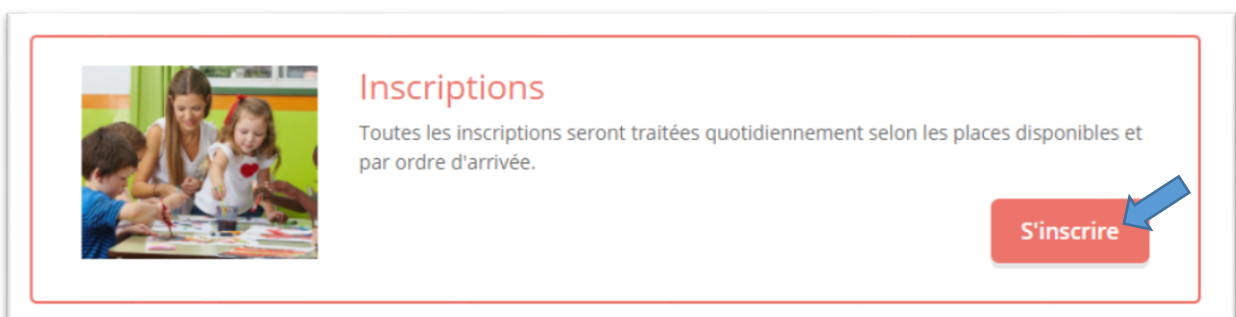 Inscriptions
Toutes les inscriptions seront traitées quotidiennement selon les places disponibles et
par ordre d'arrivée.
S'inscrire